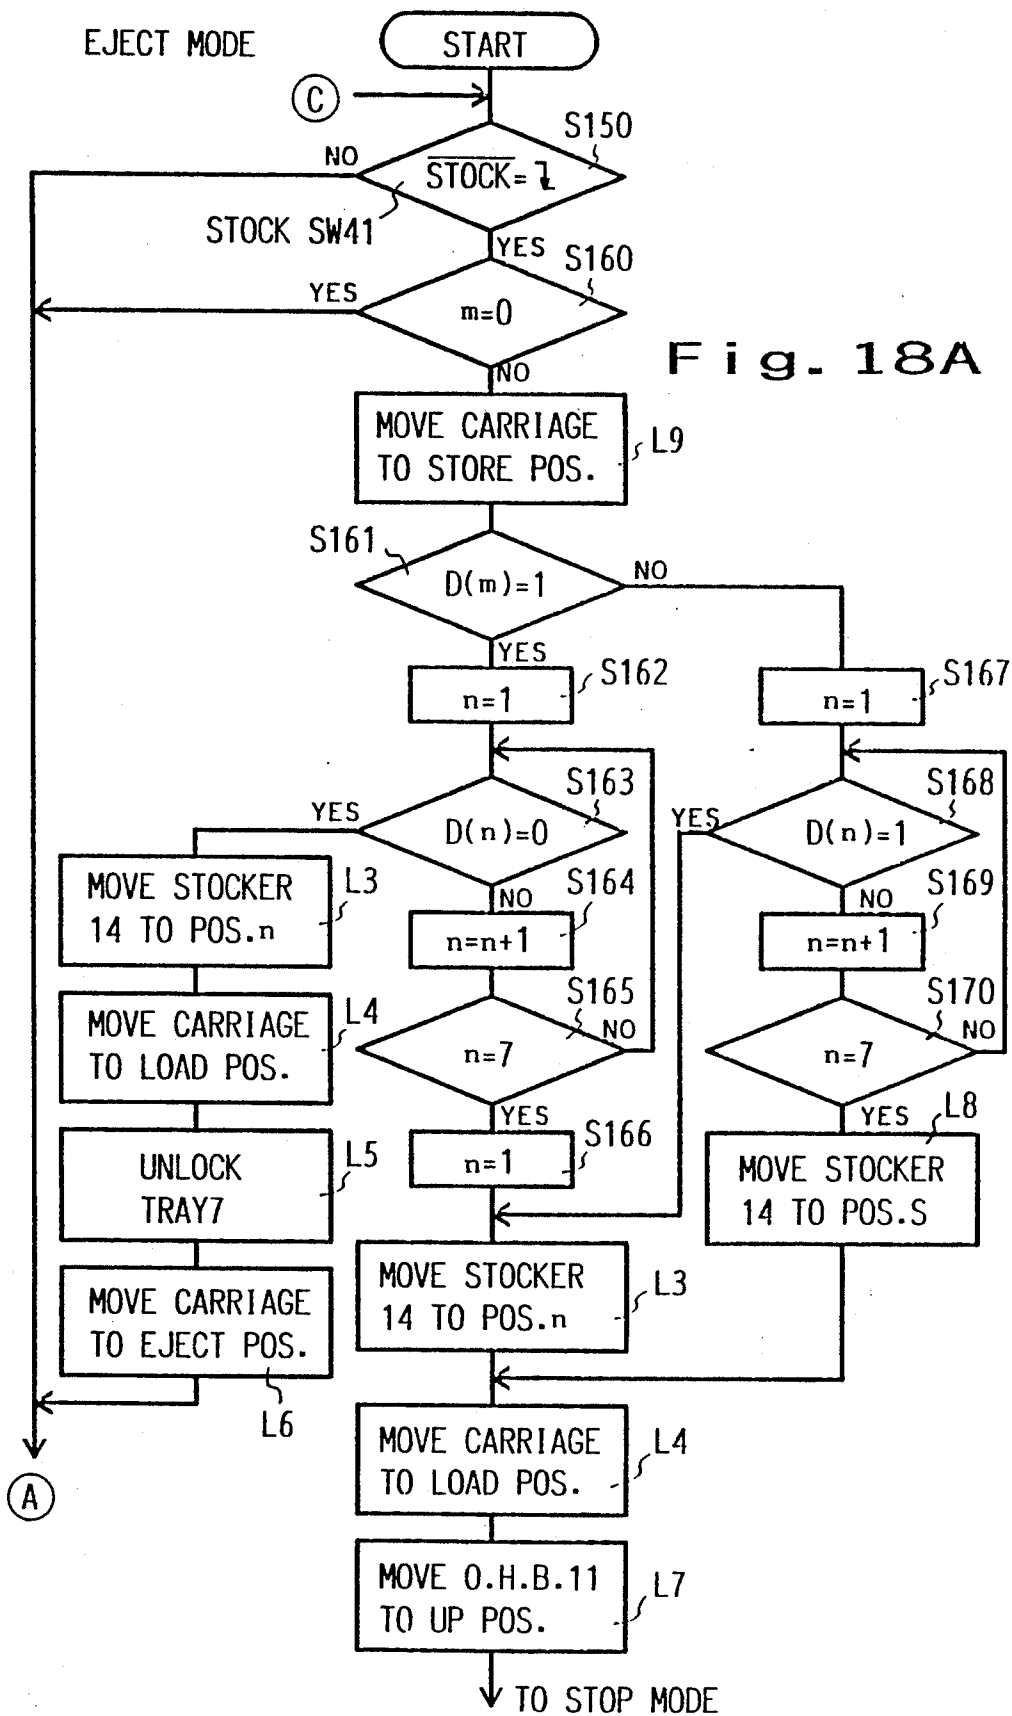 EJECT MODE
START
C
S150
NO
STOCK=
STOCK SW41
YES
S160
YES
m=0
Fig. 18A
NO
MOVE CARRIAGE
TO STORE POS.
L9
S161
D(m)=1
NO
YES
S162
n=1
S167
n=1
S163
YES
D(n)=0
S168
YES
D(n)=1
MOVE STOCKER
14 TO POS.n
L3
NO
S164
n=n+1
NO
S169
n=n+1
MOVE CARRIAGE
TO LOAD POS.
L4
S165
NO
n=7
S170
NO
n=7
YES
S166
n=1
YES
L8
MOVE STOCKER
14 TO POS.S
UNLOCK
TRAY7
L5
MOVE CARRIAGE
TO EJECT POS.
L6
MOVE STOCKER
14 TO POS.n
L3
A
MOVE CARRIAGE
TO LOAD POS.
L4
MOVE O.H.B.11
TO UP POS.
L7
TO STOP MODE